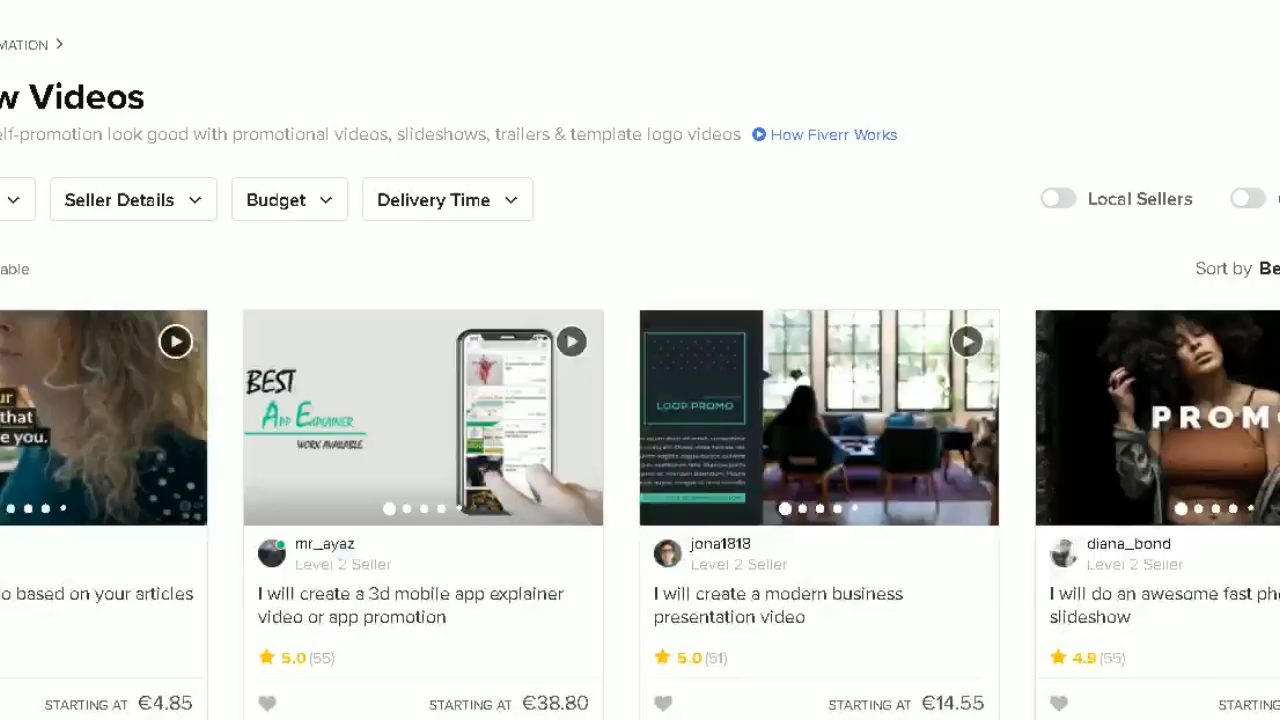 MATION >
w Videos
elf-promotion look good with promotional videos, slideshows, trailers & template logo videos How Fiverr Works
Seller Details Budget Delivery Time Local Sellers
able Sort by Be
ur
that
e you.
BEST
APP EXPLAINER
WORK AVAILABLE
LOOP PROMO
PROMO
mr_ayaz jona1818 diana_bond
Level 2 Seller Level 2 Seller Level 2 Seller
o based on your articles I will create a 3d mobile app explainer I will create a modern business I will do an awesome fast pho
video or app promotion presentation video slideshow
5.0 (55) 5.0 (51) 4.9 (55)
STARTING AT €4.85 STARTING AT €38.80 STARTING AT €14.55 STARTING